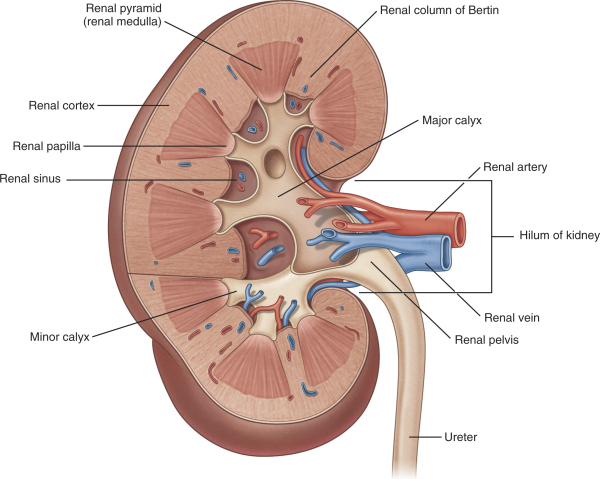 Renal pyramid
(renal medulla)
Renal column of Bertin
Renal cortex
Major calyx
Renal papilla
Renal artery
Renal sinus
Hilum of kidney
Renal vein
Minor calyx
Renal pelvis
Ureter